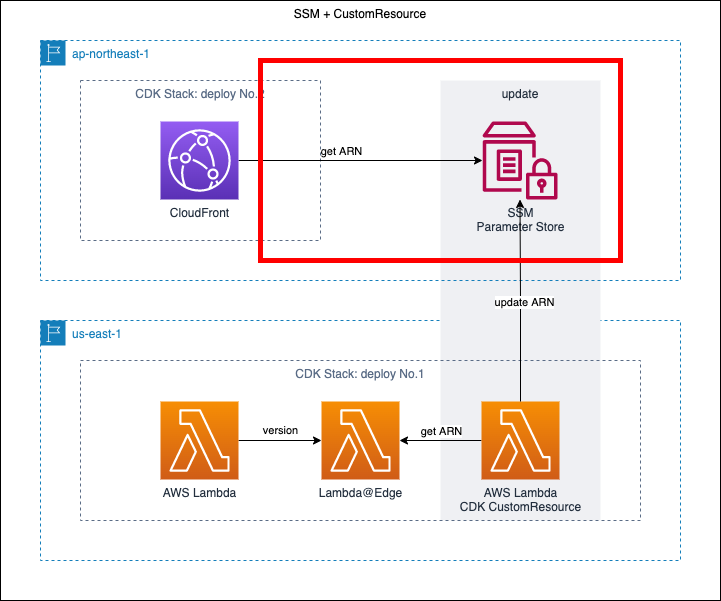 SSM + CustomResource
ap-northeast-1
CDK Stack: deploy No.2
update
get ARN
CloudFront
SSM
Parameter Store
update ARN
us-east-1
CDK Stack: deploy No.1
version
get ARN
AWS Lambda
Lambda@Edge
AWS Lambda
CDK CustomResource